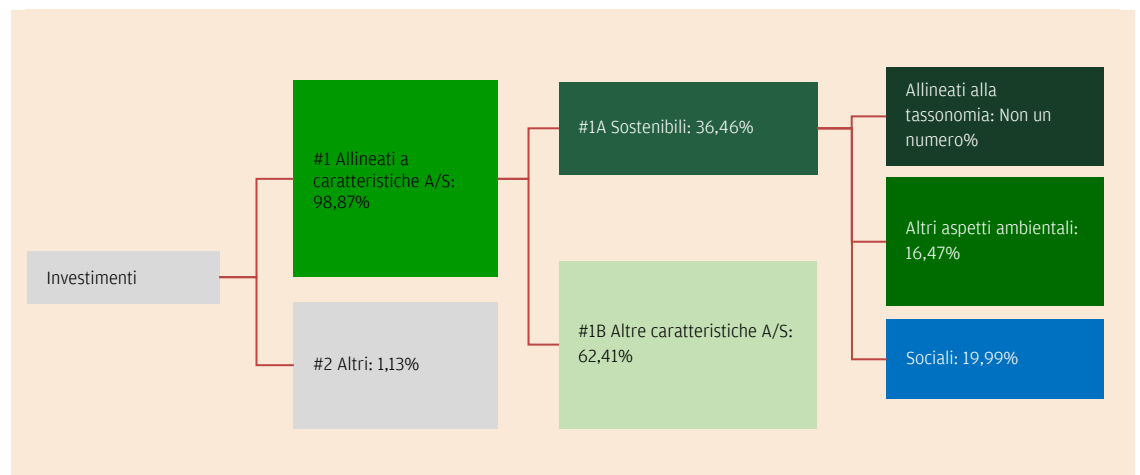 Investimenti
#1 Allineati a
caratteristiche A/S:
98,87%
#2 Altri: 1,13%
#1A Sostenibili: 36,46%
#1B Altre caratteristiche A/S:
62,41%
Allineati alla
tassonomia: Non un
numero%
Altri aspetti ambientali:
16,47%
Sociali: 19,99%